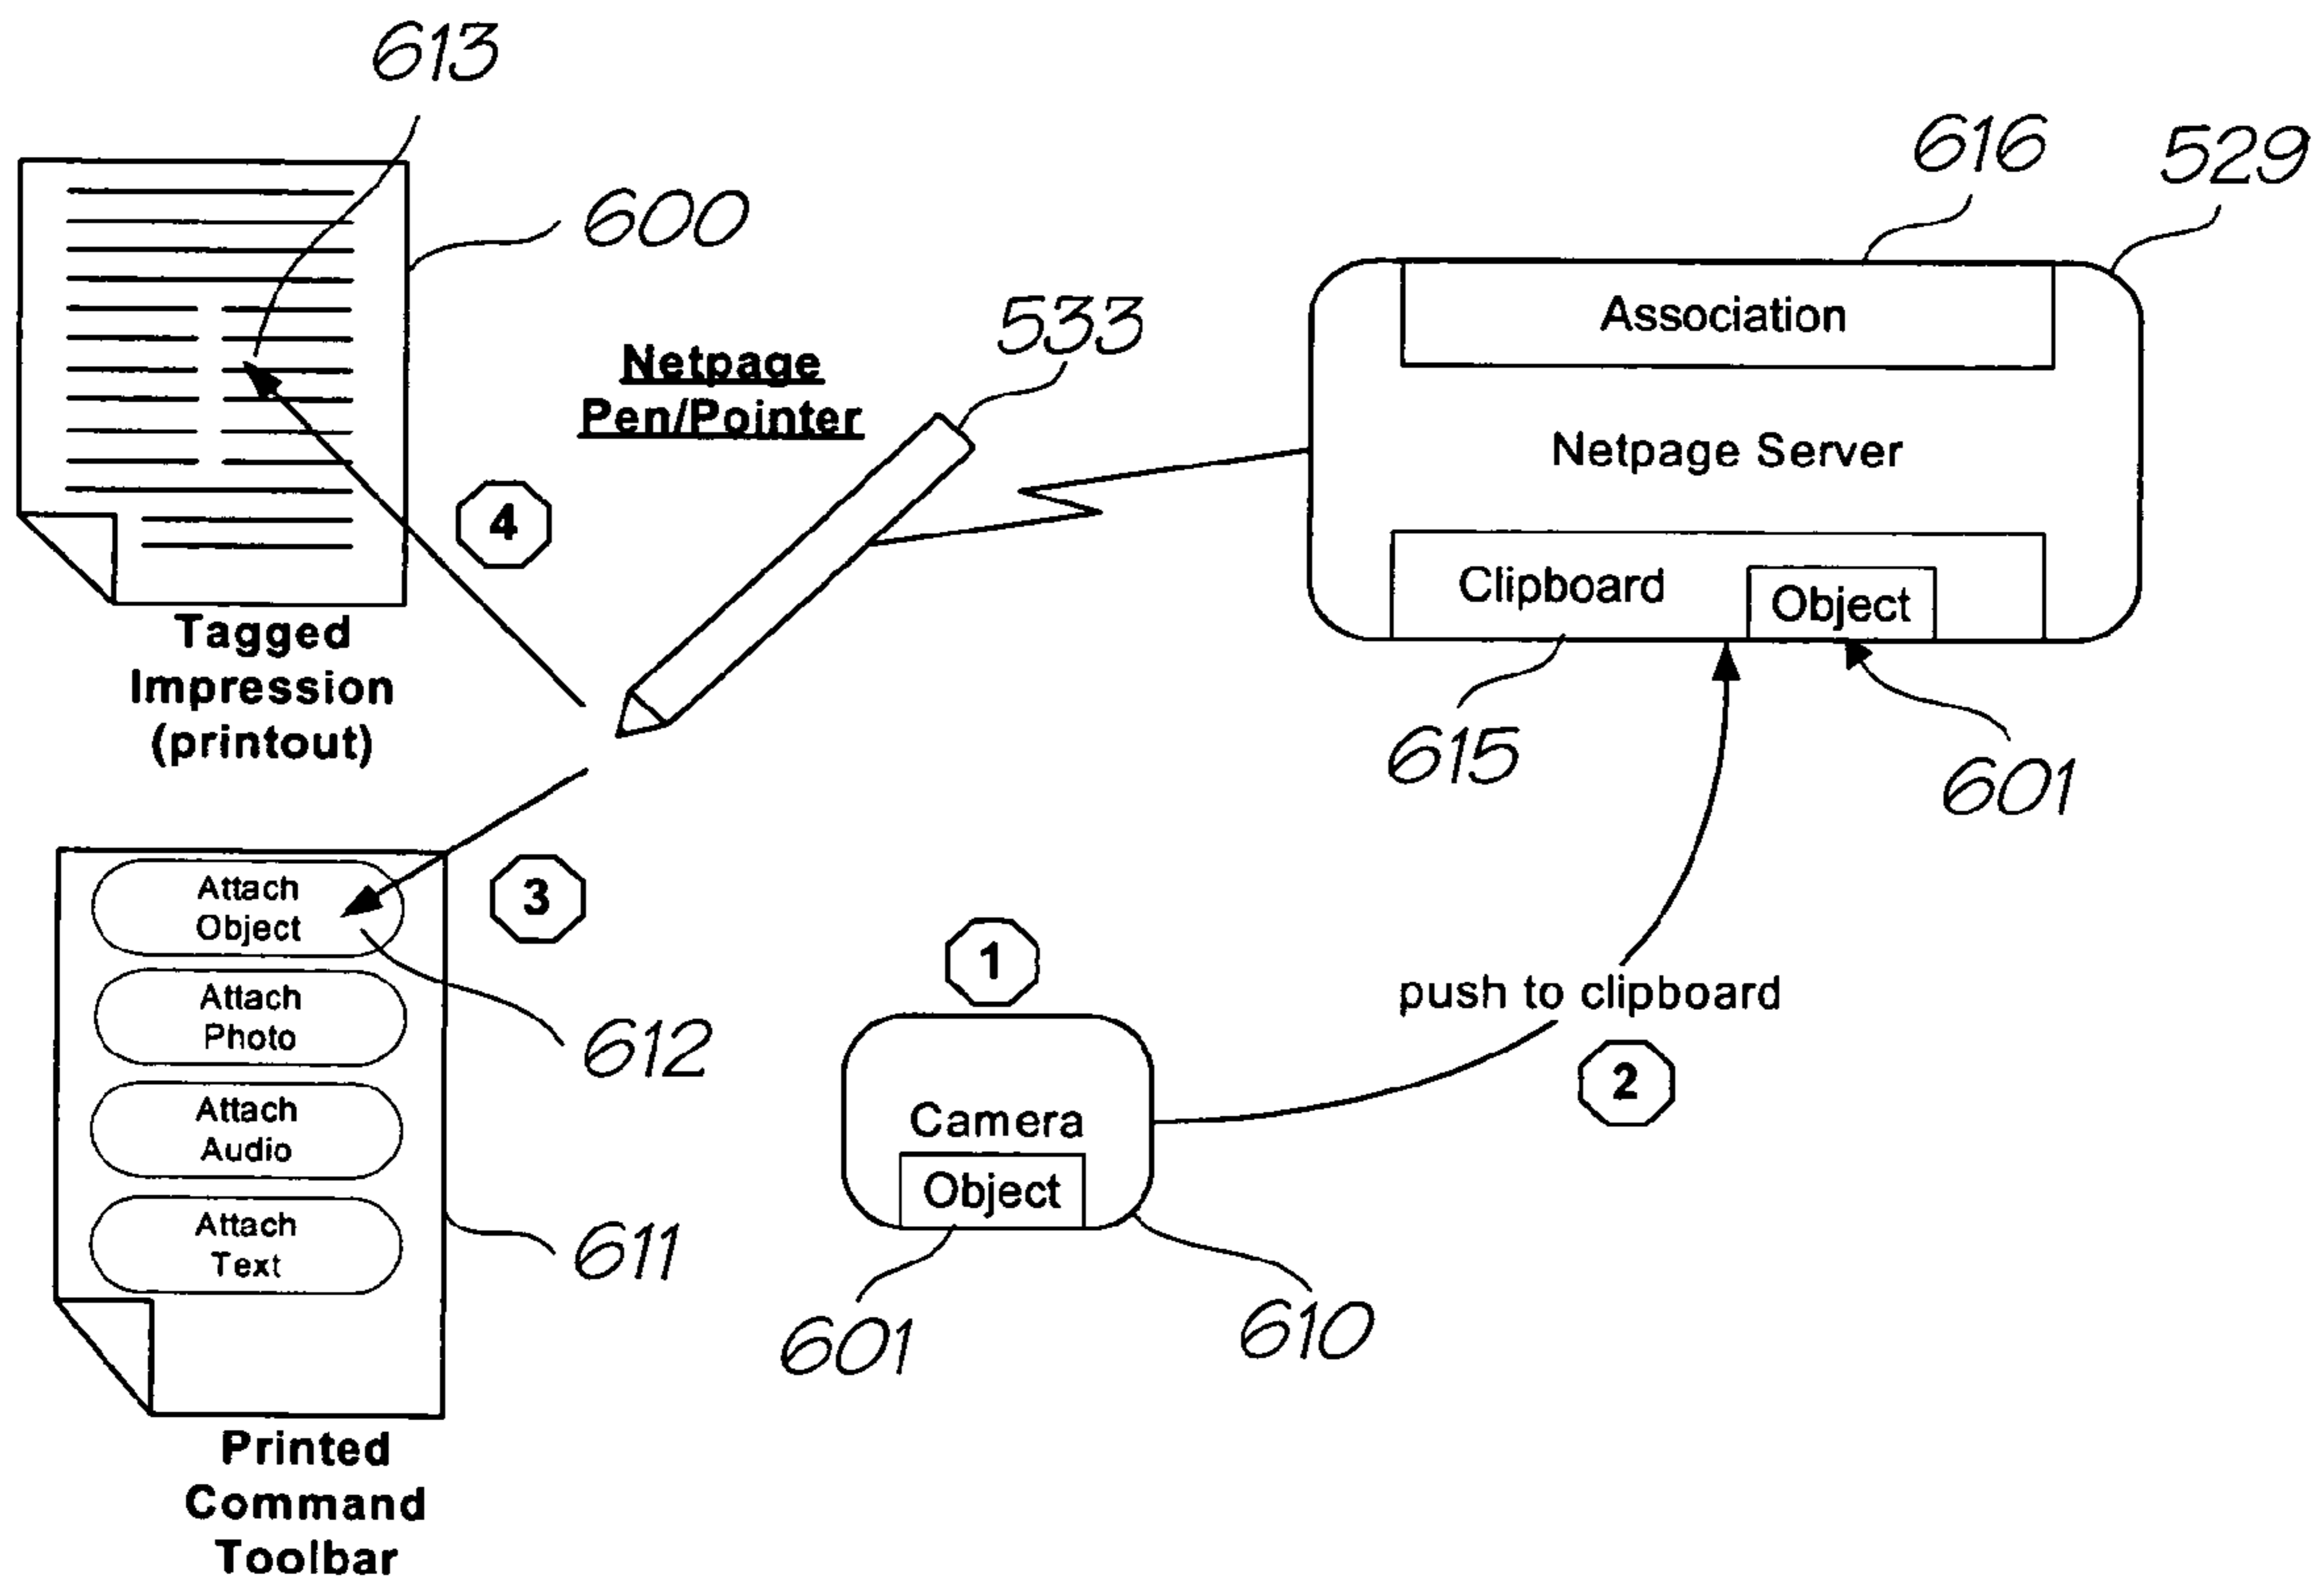 613
616
529
600
533
Association
Netpage
Pen/Pointer
Netpage Server
4
Clipboard
Object
Tagged
Impression
(printout)
615
601
Attach
Object
3
1
push to clipboard
Attach
Photo
612
2
Camera
Attach
Audio
Object
Attach
Text
611
601
610
Printed
Command
Toolbar